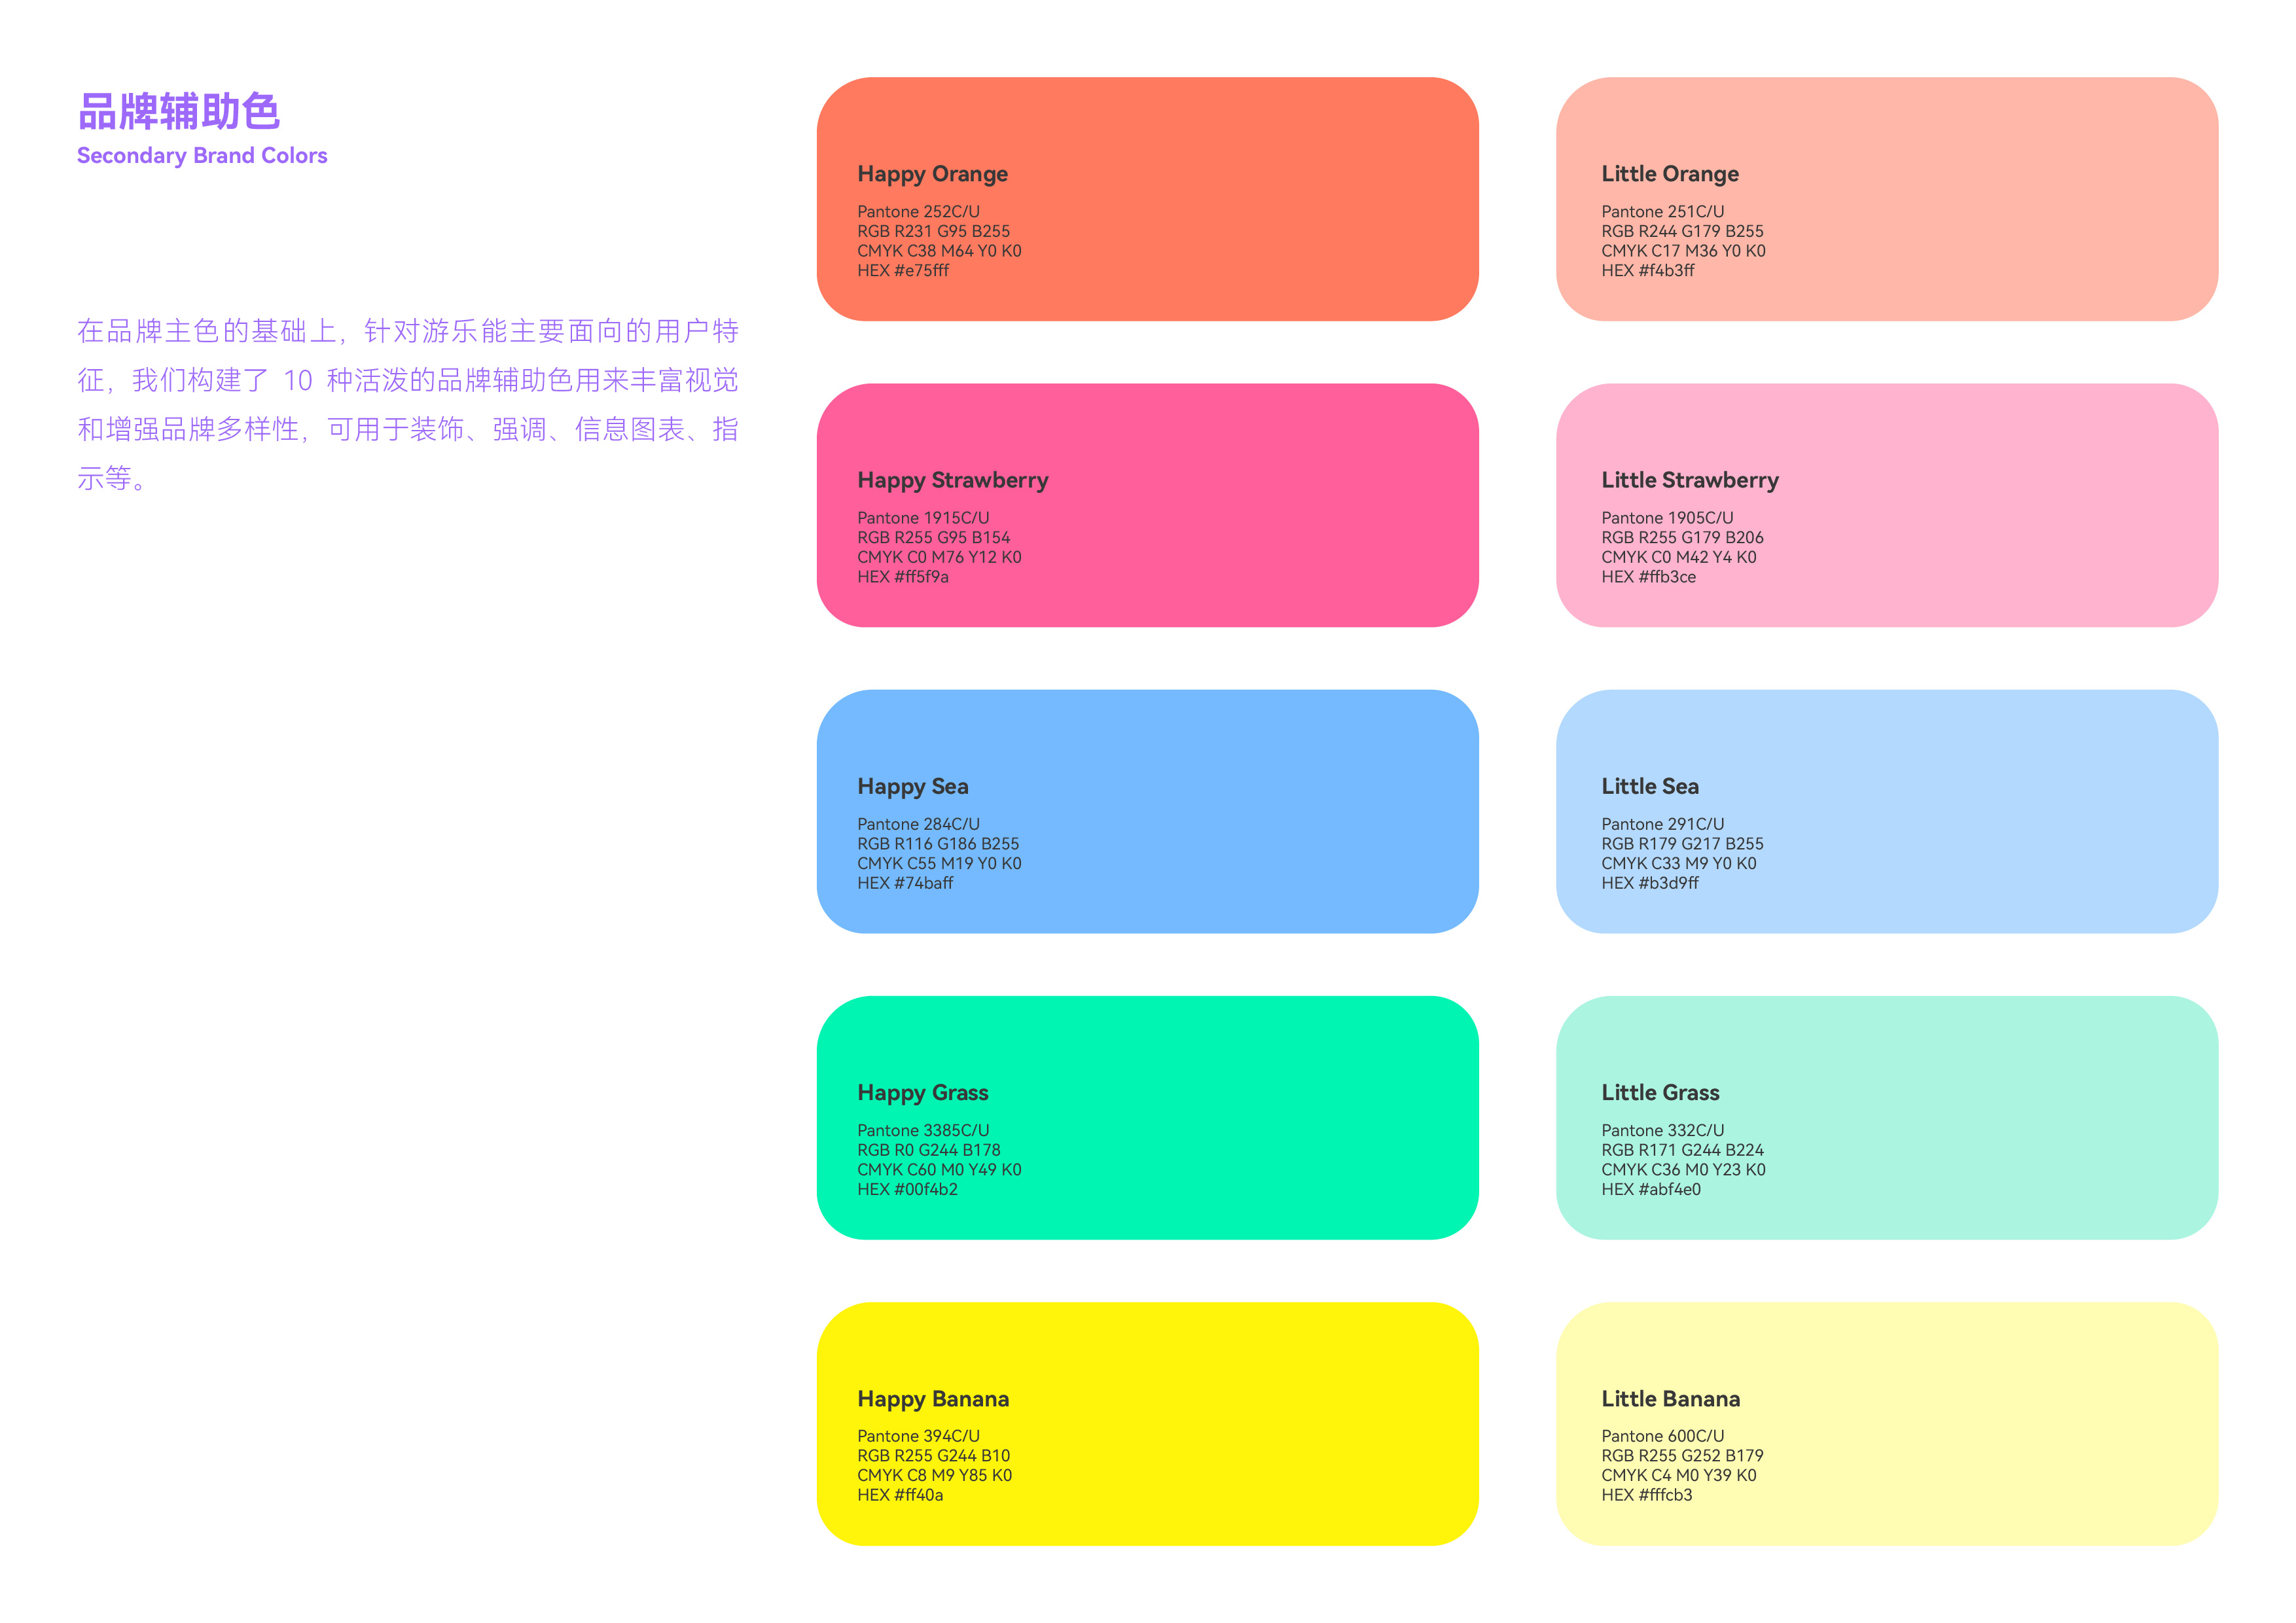 品牌辅助色
Secondary Brand Colors
在品牌主色的基础上，针对游乐能主要面向的用户特
征，我们构建了 10 种活泼的品牌辅助色用来丰富视觉
和增强品牌多样性，可用于装饰、强调、信息图表、指
示等。
Happy Orange
Pantone 252C/U
RGB R231 G95 B255
CMYK C38 M64 Y0 K0
HEX #e75fff
Little Orange
Pantone 251C/U
RGB R244 G179 B255
CMYK C17 M36 Y0 K0
HEX #f4b3ff
Happy Strawberry
Pantone 1915C/U
RGB R255 G95 B154
CMYK C0 M76 Y12 K0
HEX #ff5f9a
Little Strawberry
Pantone 1905C/U
RGB R255 G179 B206
CMYK C0 M42 Y4 K0
HEX #ffb3ce
Happy Sea
Pantone 284C/U
RGB R116 G186 B255
CMYK C55 M19 Y0 K0
HEX #74baff
Little Sea
Pantone 291C/U
RGB R179 G217 B255
CMYK C33 M9 Y0 K0
HEX #b3d9ff
Happy Grass
Pantone 3385C/U
RGB R0 G244 B178
CMYK C60 M0 Y49 K0
HEX #00f4b2
Little Grass
Pantone 332C/U
RGB R171 G244 B224
CMYK C36 M0 Y23 K0
HEX #abf4e0
Happy Banana
Pantone 394C/U
RGB R255 G244 B10
CMYK C8 M9 Y85 K0
HEX #ff40a
Little Banana
Pantone 600C/U
RGB R255 G252 B179
CMYK C4 M0 Y39 K0
HEX #fffcb3